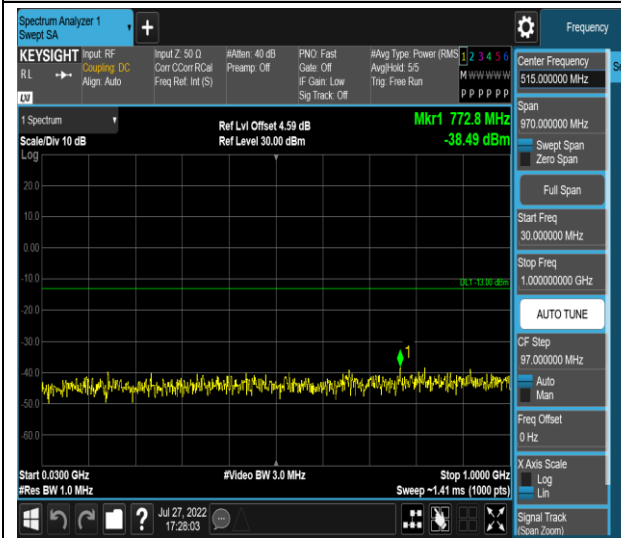 Spectrum Analyzer 1
Swept SA
+
Frequency
KEYSIGHT
RL
LXI
Input: RF
Coupling: DC
Align: Auto
Input Z: 50 Ω
Corr CCorr RCal
Freq Ref: Int (S)
#Atten: 40 dB
Preamp: Off
PNO: Fast
Gate: Off
IF Gain: Low
Sig Track: Off
#Avg Type: Power (RMS
Avg|Hold: 5/5
Trig: Free Run
1 2 3 4 5 6
M W W W W W
P P P P P P
1 Spectrum
Scale/Div 10 dB
Log
Ref Lvl Offset 4.59 dB
Ref Level 30.00 dBm
Mkr1 772.8 MHz
-38.49 dBm
20.0
10.0
0.00
-10.0
DL1 -13.00 dBm
-20.0
-30.0
1
-40.0
-50.0
-60.0
Start 0.0300 GHz
#Res BW 1.0 MHz
#Video BW 3.0 MHz
Stop 1.0000 GHz
Sweep ~1.41 ms (1000 pts)
?
Jul 27, 2022
17:28:03
Center Frequency
515.000000 MHz
Span
970.000000 MHz
Swept Span
Zero Span
Full Span
Start Freq
30.000000 MHz
Stop Freq
1.000000000 GHz
AUTO TUNE
CF Step
97.000000 MHz
Auto
Man
Freq Offset
0 Hz
X Axis Scale
Log
Lin
Signal Track
(Span Zoom)